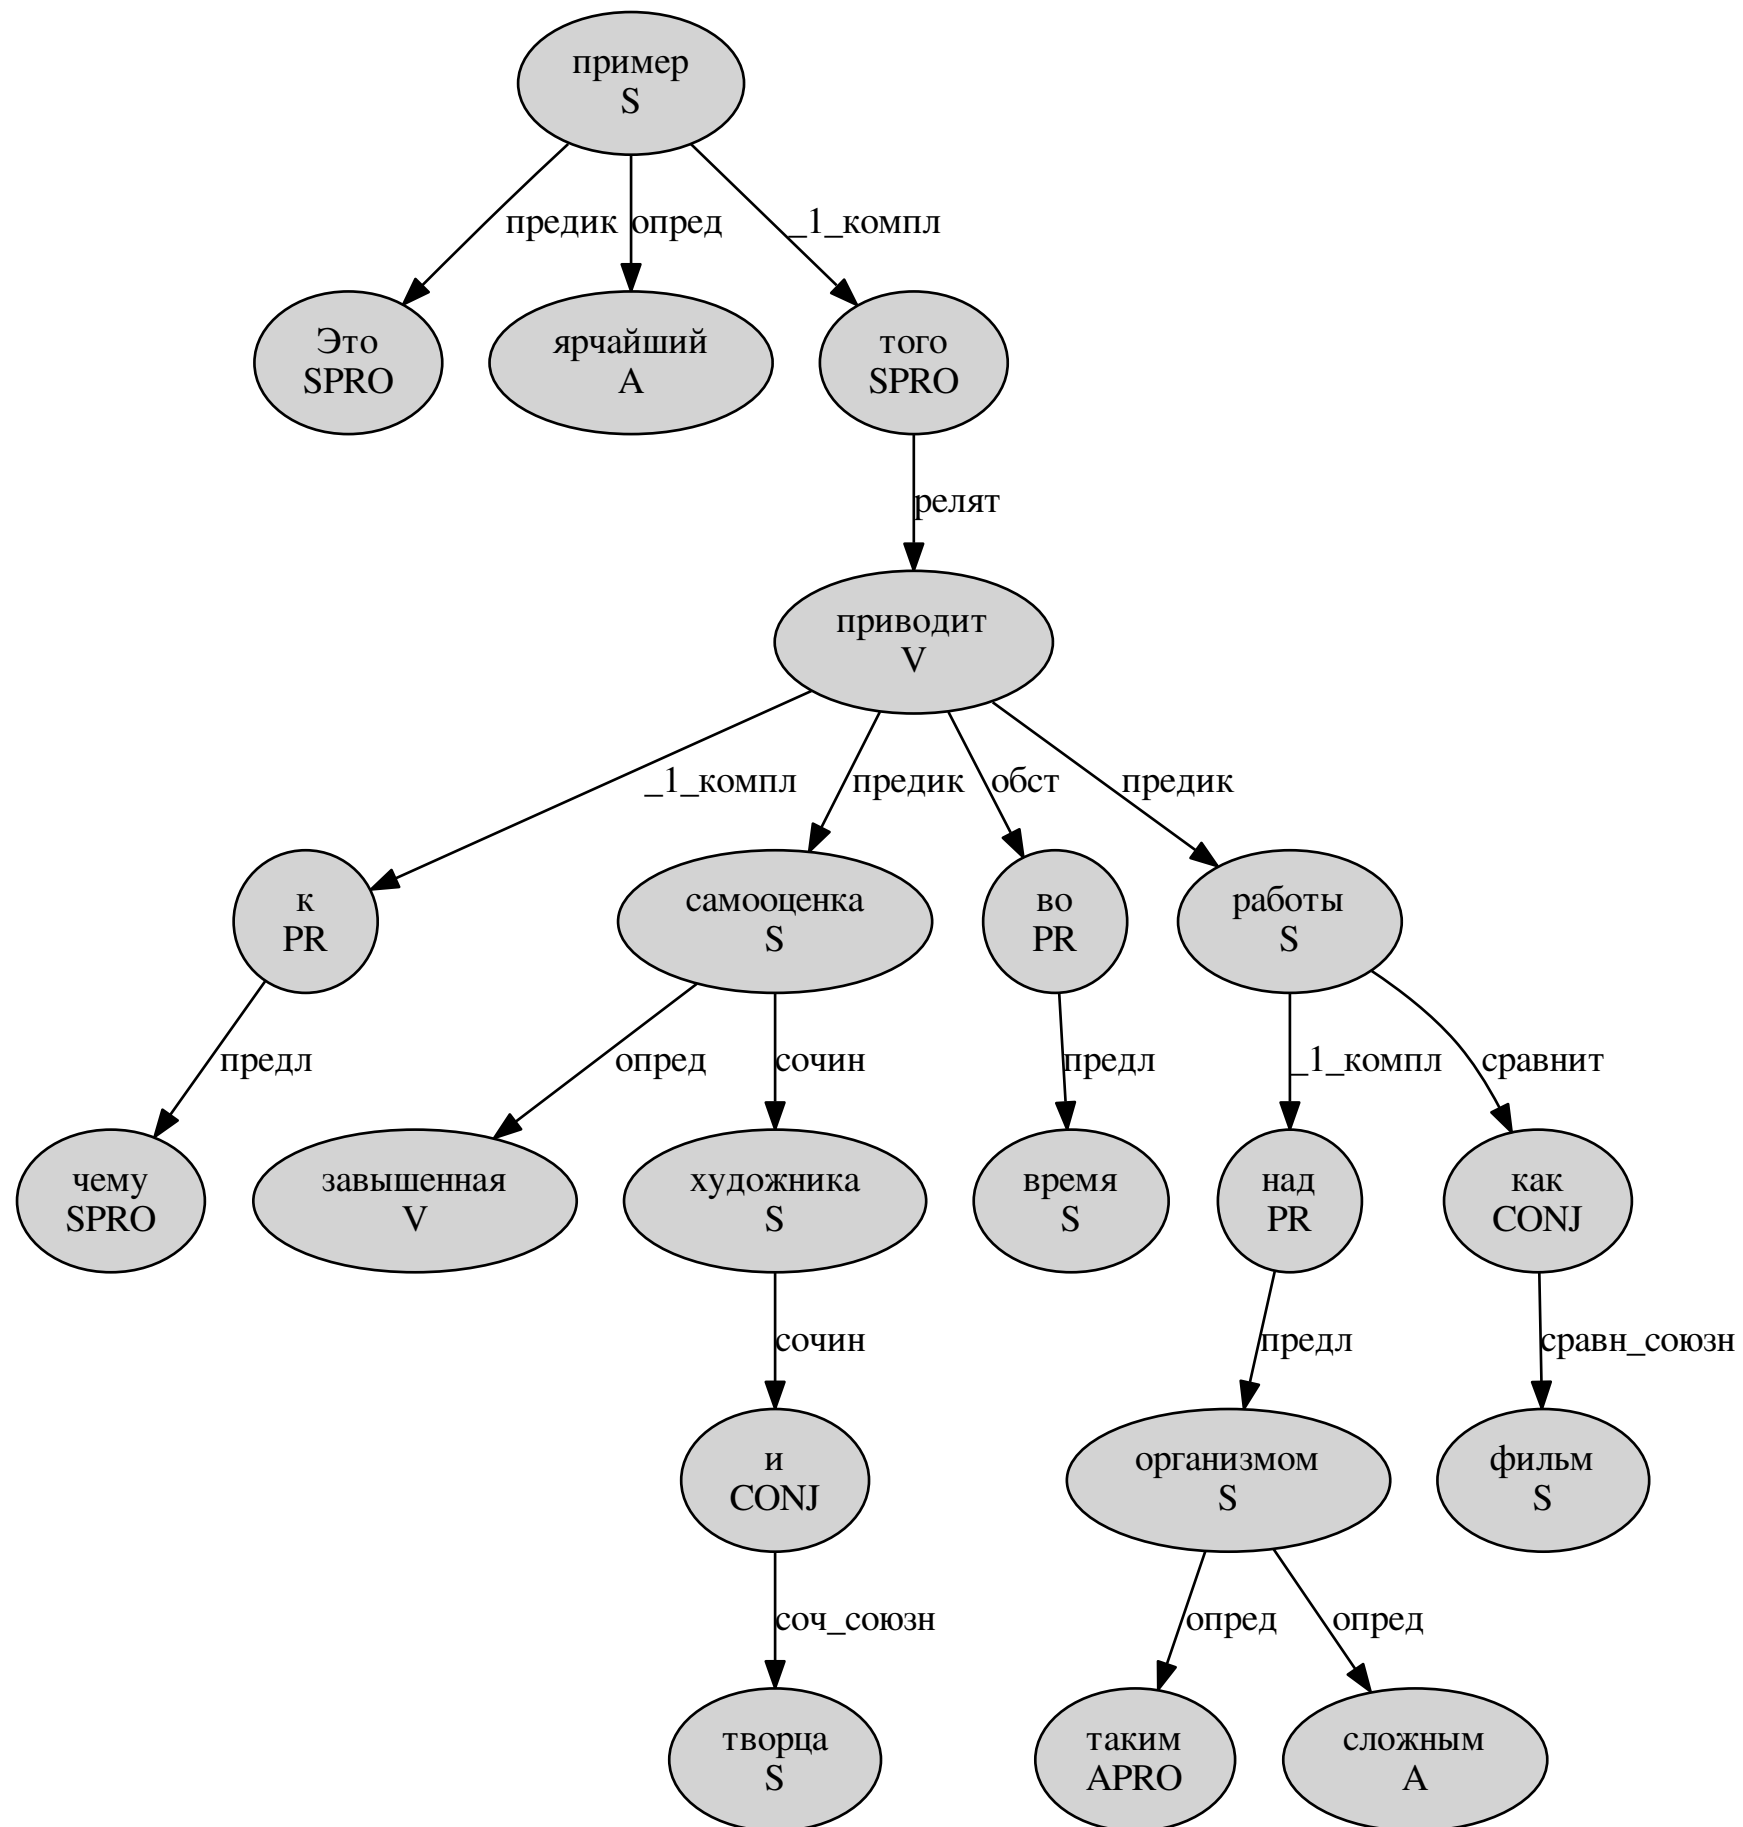 пример
S
предик
опред
_1_компл
Это
SPRO
ярчайший
A
того
SPRO
релят
приводит
V
_1_компл
предик
обст
предик
к
PR
самооценка
S
во
PR
работы
S
предл
опред
сочин
предл
_1_компл
сравнит
чему
SPRO
завышенная
V
художника
S
время
S
над
PR
как
CONJ
сочин
предл
сравн_союзн
и
CONJ
организмом
S
фильм
S
соч_союзн
опред
опред
творца
S
таким
APRO
сложным
A